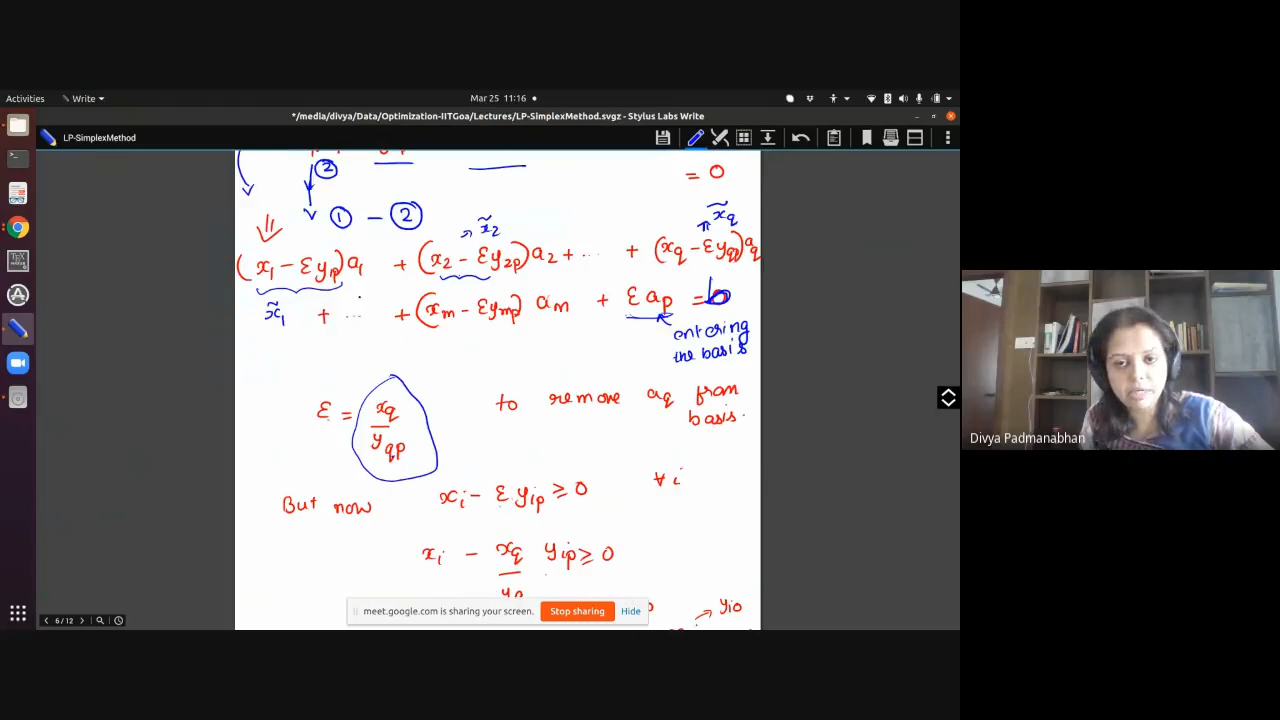 Activities Write ▾ Mar 25 11:16 ●
*/media/divya/Data/Optimization-IITGoa/Lectures/LP-SimplexMethod.svgz - Stylus Labs Write
LP-SimplexMethod
② = 0
① - ②
x̃₂ x̃q
(x₁ - εy₁p)a₁ + (x₂ - εy₂p)a₂ + ... + (xq - εyqp)aq
x̃₁ + ... + (xm - εymp) am + εap = b
entering
the basis
ε = xq/yqp to remove aq from
basis.
But now xi - ε yip ≥ 0 ∀ i
xi - xq yip ≥ 0
meet.google.com is sharing your screen. Stop sharing Hide
yio
6/12
Divya Padmanabhan